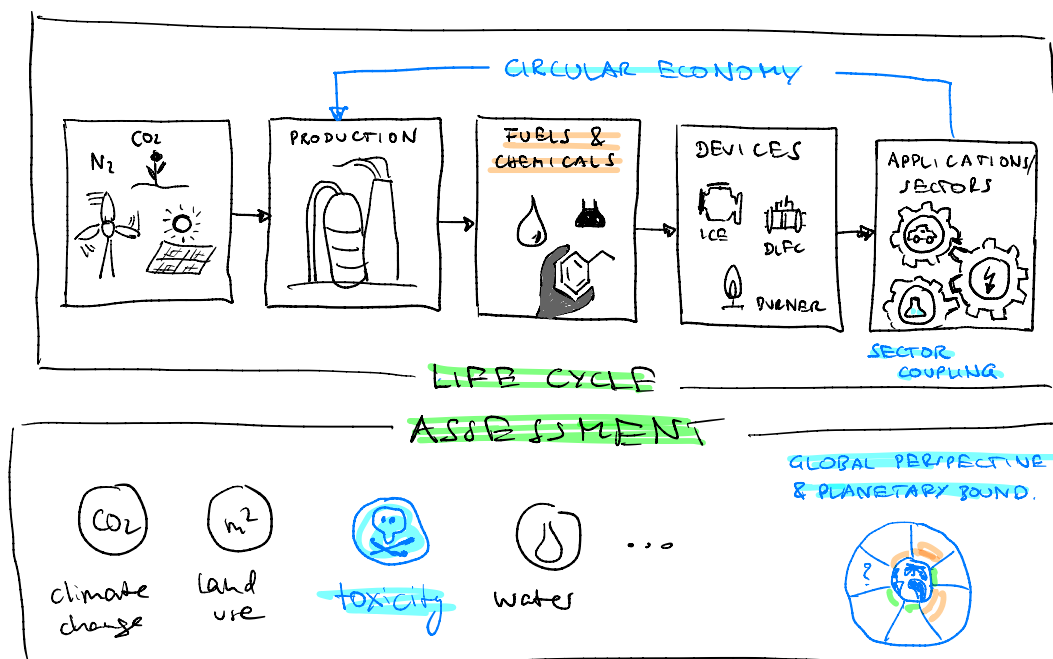 CIRCULAR ECONOMY
CO2
N2
PRODUCTION
FUELS &
CHEMICALS
DEVICES
ICE
DLFC
BURNER
APPLICATIONS/
SECTORS
SECTOR
COUPLING
LIFE CYCLE
ASSESSMENT
GLOBAL PERSPECTINE
& PLANETARY BOUND.
CO2
m²
...
climate
change
land
use
toxicity
water
?